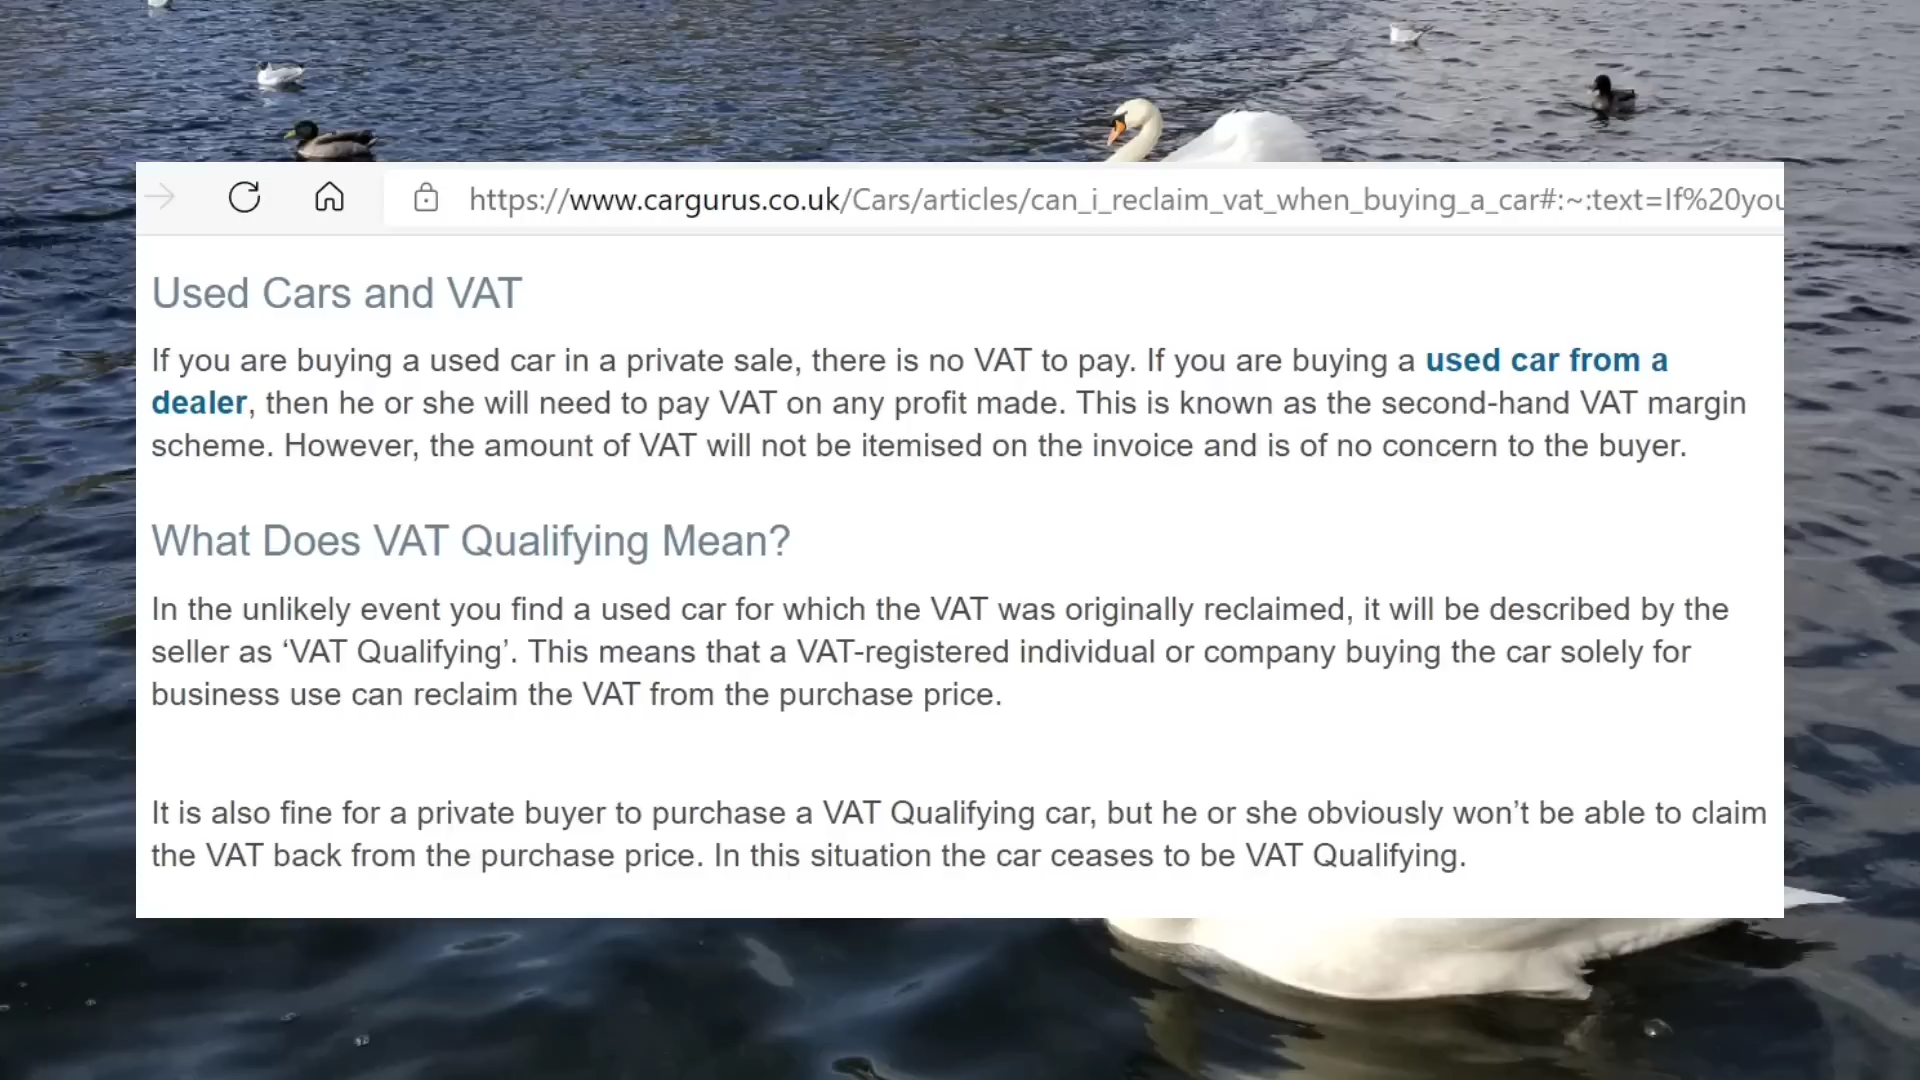 https://www.cargurus.co.uk/Cars/articles/can_i_reclaim_vat_when_buying_a_car#:~:text=If%20you
Used Cars and VAT
If you are buying a used car in a private sale, there is no VAT to pay. If you are buying a used car from a
dealer, then he or she will need to pay VAT on any profit made. This is known as the second-hand VAT margin
scheme. However, the amount of VAT will not be itemised on the invoice and is of no concern to the buyer.
What Does VAT Qualifying Mean?
In the unlikely event you find a used car for which the VAT was originally reclaimed, it will be described by the
seller as ‘VAT Qualifying’. This means that a VAT-registered individual or company buying the car solely for
business use can reclaim the VAT from the purchase price.
It is also fine for a private buyer to purchase a VAT Qualifying car, but he or she obviously won’t be able to claim
the VAT back from the purchase price. In this situation the car ceases to be VAT Qualifying.